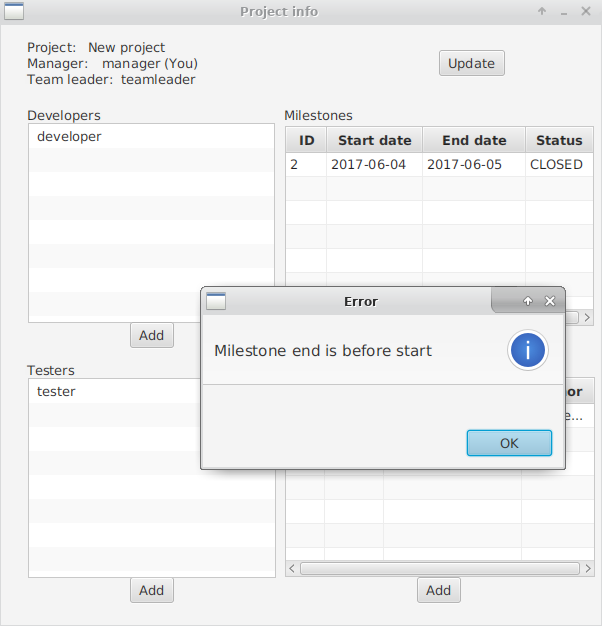 Project info
Project: New project
Manager: manager (You)
Team leader: teamleader
Update
Developers
developer
Add
Milestones
ID Start date End date Status
2 2017-06-04 2017-06-05 CLOSED
Error
Milestone end is before start
i
OK
Testers
tester
Add
Add